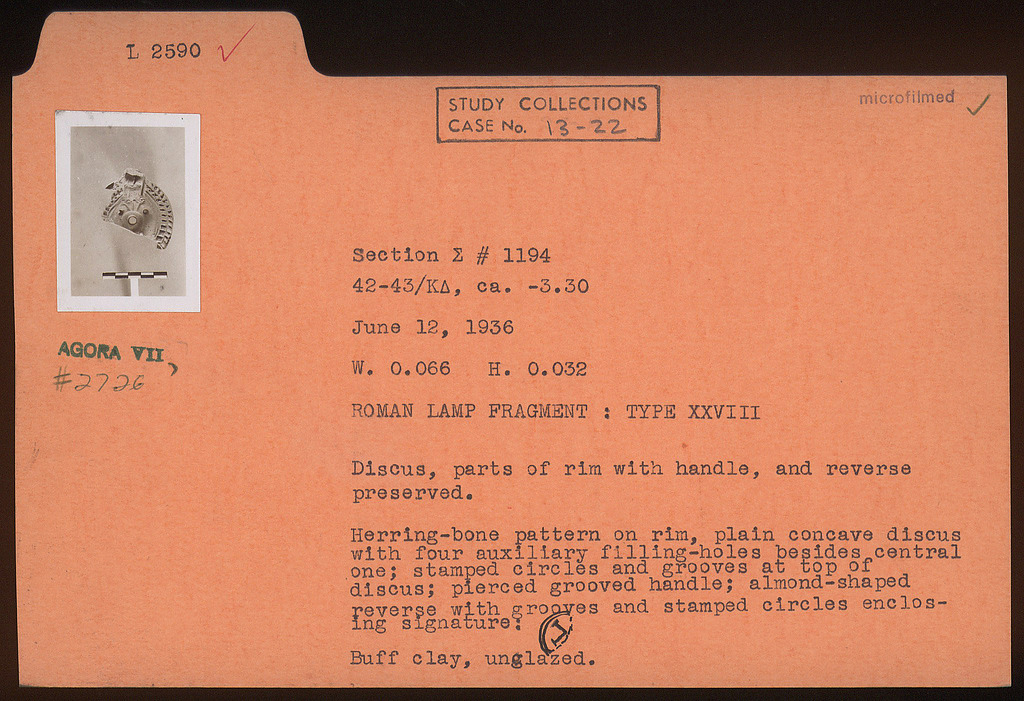 L 2590
STUDY COLLECTIONS
CASE No. 13-22
microfilmed
AGORA VII,
#2726
Section Σ # 1194
42-43/ΚΔ, ca. -3.30
June 12, 1936
W. 0.066 H. 0.032
ROMAN LAMP FRAGMENT : TYPE XXVIII
Discus, parts of rim with handle, and reverse
preserved.
Herring-bone pattern on rim, plain concave discus
with four auxiliary filling-holes besides central
one; stamped circles and grooves at top of
discus; pierced grooved handle; almond-shaped
reverse with grooves and stamped circles enclos-
ing signature:
Buff clay, unglazed.